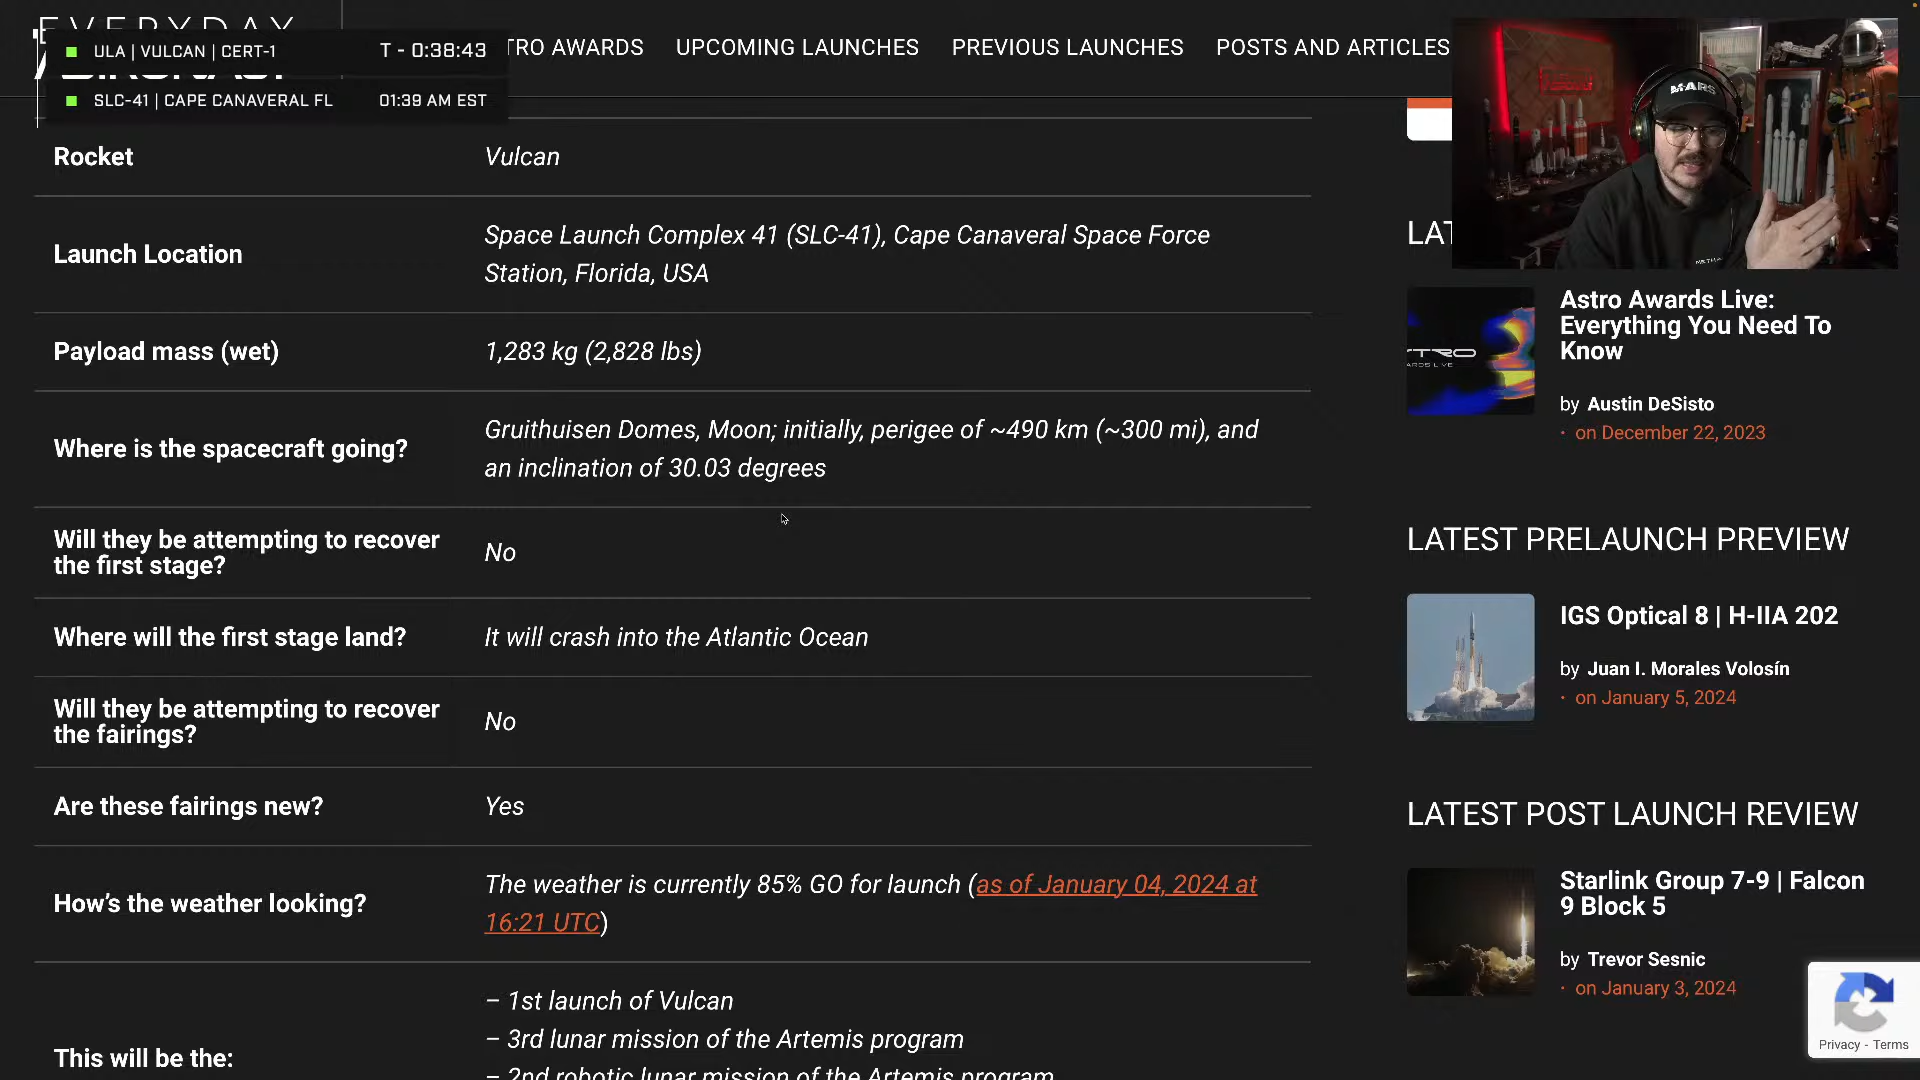 EVERYDAY
ULA | VULCAN | CERT-1 T - 0:38:43
SLC-41 | CAPE CANAVERAL FL 01:39 AM EST
TRO AWARDS UPCOMING LAUNCHES PREVIOUS LAUNCHES POSTS AND ARTICLES
MARS
Rocket
Vulcan
Launch Location
Space Launch Complex 41 (SLC-41), Cape Canaveral Space Force
Station, Florida, USA
Payload mass (wet)
1,283 kg (2,828 lbs)
Where is the spacecraft going?
Gruithuisen Domes, Moon; initially, perigee of ~490 km (~300 mi), and
an inclination of 30.03 degrees
Will they be attempting to recover
the first stage?
No
Where will the first stage land?
It will crash into the Atlantic Ocean
Will they be attempting to recover
the fairings?
No
Are these fairings new?
Yes
How’s the weather looking?
The weather is currently 85% GO for launch (as of January 04, 2024 at
16:21 UTC)
This will be the:
– 1st launch of Vulcan
– 3rd lunar mission of the Artemis program
– 2nd robotic lunar mission of the Artemis program
LAT
Astro Awards Live:
Everything You Need To
Know
by Austin DeSisto
· on December 22, 2023
LATEST PRELAUNCH PREVIEW
IGS Optical 8 | H-IIA 202
by Juan I. Morales Volosín
· on January 5, 2024
LATEST POST LAUNCH REVIEW
Starlink Group 7-9 | Falcon
9 Block 5
by Trevor Sesnic
· on January 3, 2024
Privacy - Terms